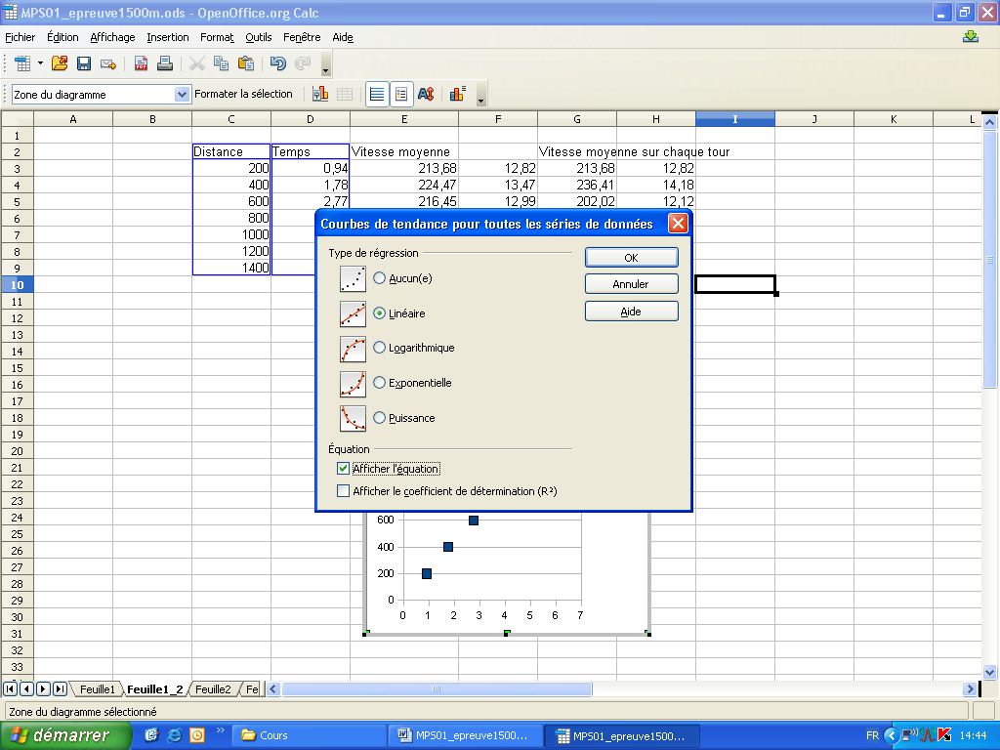 MPS01_epreuve1500m.ods - OpenOffice.org Calc
Fichier Édition Affichage Insertion Format Outils Fenêtre Aide
Zone du diagramme Formater la sélection
A B C D E F G H I J K L
1
2 Distance Temps Vitesse moyenne Vitesse moyenne sur chaque tour
3 200 0,94 213,68 12,82 213,68 12,82
4 400 1,78 224,47 13,47 236,41 14,18
5 600 2,77 216,45 12,99 202,02 12,12
6 800
7 1000
8 1200
9 1400
10
11
12
13
14
15
16
17
18
19
20
21
22
23
24
25
26
27
28
29
30
31
32
33
Courbes de tendance pour toutes les séries de données
Type de régression
OK
Aucun(e)
Annuler
Linéaire
Aide
Logarithmique
Exponentielle
Puissance
Équation
Afficher l'équation
Afficher le coefficient de détermination (R²)
600
400
200
0
0 1 2 3 4 5 6 7
Feuille1 Feuille1_2 Feuille2 Fe
Zone du diagramme sélectionné
démarrer Cours MPS01_epreuve1500... MPS01_epreuve1500... FR 14:44